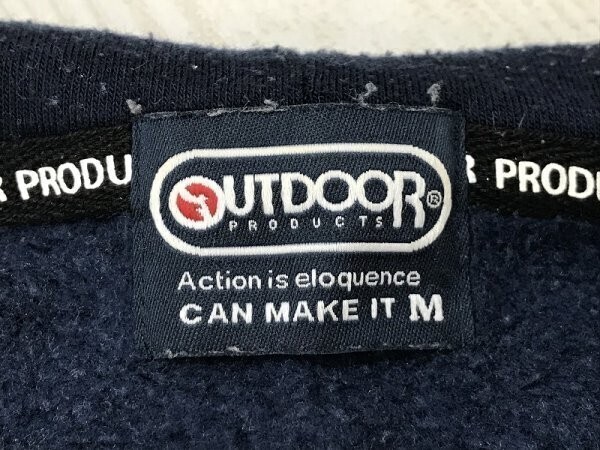 R PRODU
OUTDOOR®
PRODUCTS
Action is eloquence
CAN MAKE IT M
R PRODU